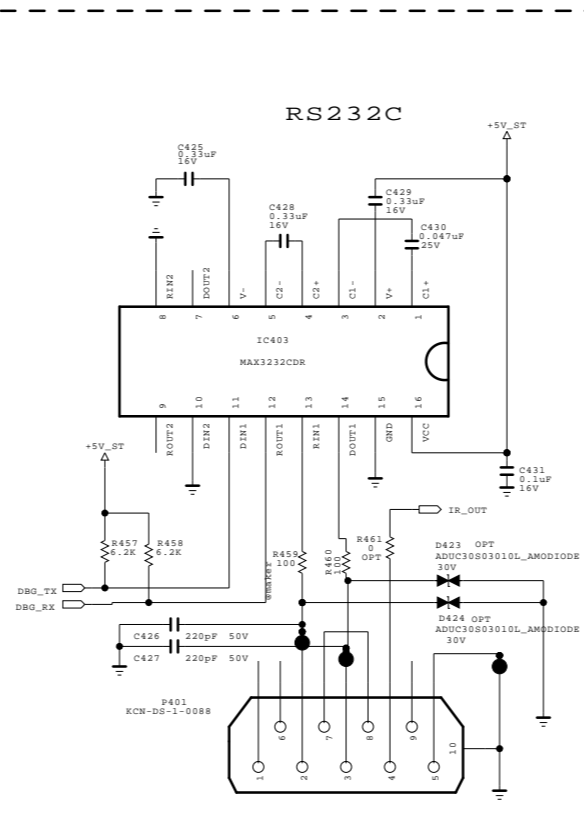 RS232C
+5V_ST
C425
0.33uF
16V
C428
0.33uF
16V
C429
0.33uF
16V
C430
0.047uF
25V
RIN2
DOUT2
V-
C2-
C2+
C1-
V+
C1+
8
7
6
5
4
3
2
1
IC403
MAX3232CDR
9
10
11
12
13
14
15
16
ROUT2
DIN2
DIN1
ROUT1
RIN1
DOUT1
GND
VCC
+5V_ST
C431
0.1uF
16V
IR_OUT
R457
6.2K
R458
6.2K
R459
100
R460
100
R461
0
OPT
D423 OPT
ADUC30S03010L_AMODIODE
30V
DBG_TX
DBG_RX
@maker
D424 OPT
ADUC30S03010L_AMODIODE
30V
C426 220pF 50V
C427 220pF 50V
P401
KCN-DS-1-0088
6
7
8
9
10
1
2
3
4
5